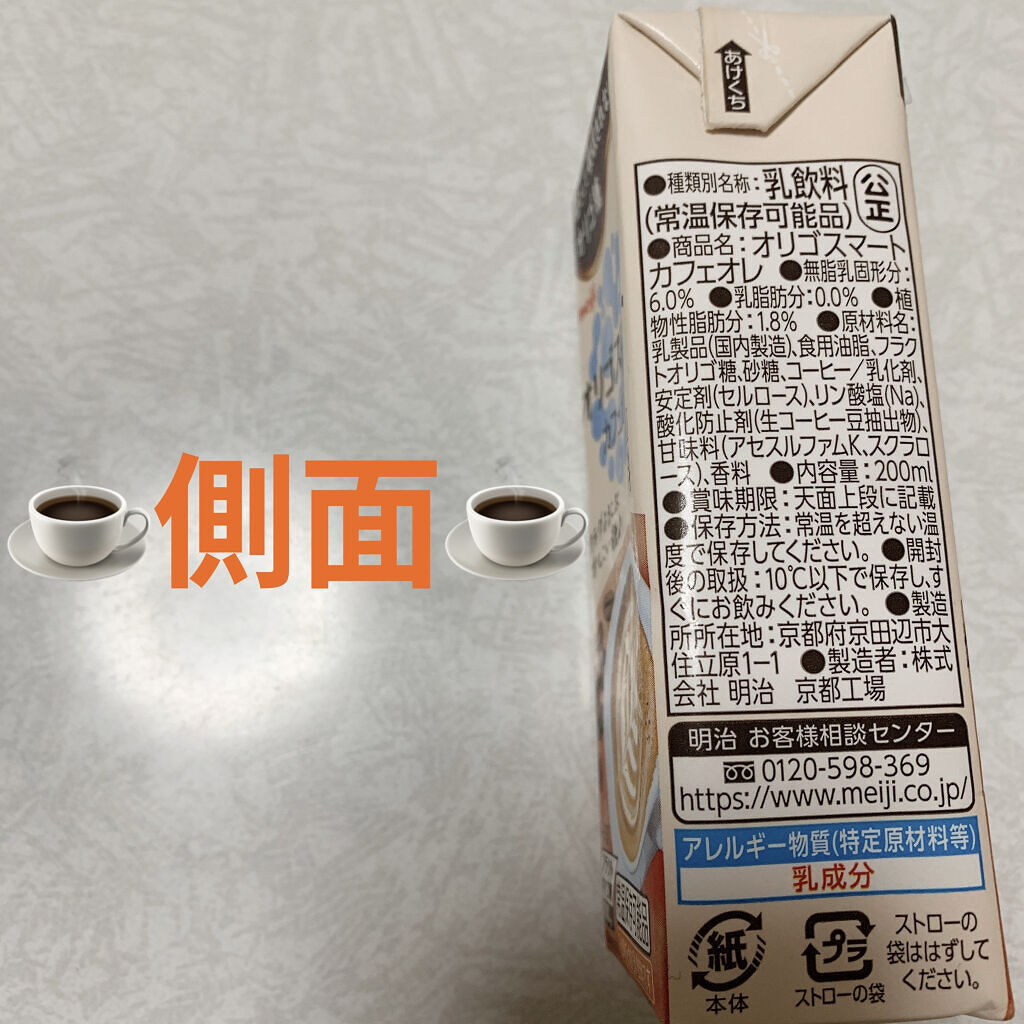 側面
あけくち
●種類別名称：乳飲料
(常温保存可能品)
公正
●商品名：オリゴスマート
カフェオレ ●無脂乳固形分：
6.0% ●乳脂肪分：0.0% ●植
物性脂肪分：1.8% ●原材料名：
乳製品(国内製造)、食用油脂、フラク
トオリゴ糖、砂糖、コーヒー／乳化剤、
安定剤(セルロース)、リン酸塩(Na)、
酸化防止剤(生コーヒー豆抽出物)、
甘味料(アセスルファムK、スクラロ
ース)、香料 ●内容量：200ml
●賞味期限：天面上段に記載
●保存方法：常温を超えない温
度で保存してください。 ●開封
後の取扱：10℃以下で保存し、す
ぐにお飲みください。 ●製造
所所在地：京都府京田辺市大
住立原1−1 ●製造者：株式
会社 明治 京都工場
明治 お客様相談センター
0120-598-369
https://www.meiji.co.jp/
アレルギー物質(特定原材料等)
乳成分
紙
本体
プラ
ストローの袋
ストローの
袋ははずして
ください。